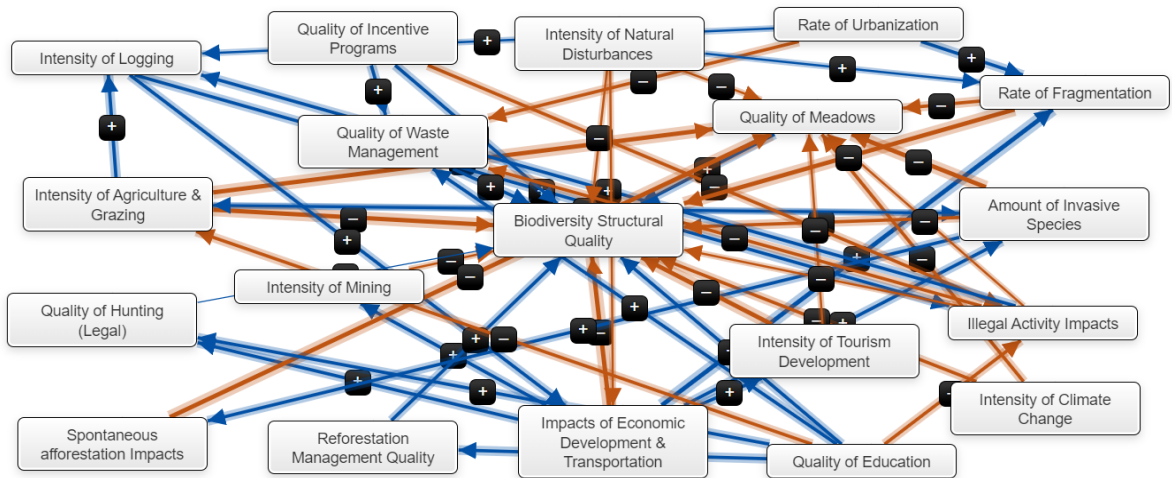 Quality of Incentive
Programs
Intensity of Natural
Disturbances
Rate of Urbanization
Intensity of Logging
Rate of Fragmentation
Quality of Meadows
Quality of Waste
Management
Intensity of Agriculture &
Grazing
Biodiversity Structural
Quality
Amount of Invasive
Species
Intensity of Mining
Quality of Hunting
(Legal)
Illegal Activity Impacts
Intensity of Tourism
Development
Intensity of Climate
Change
Spontaneous
afforestation Impacts
Reforestation
Management Quality
Impacts of Economic
Development &
Transportation
Quality of Education